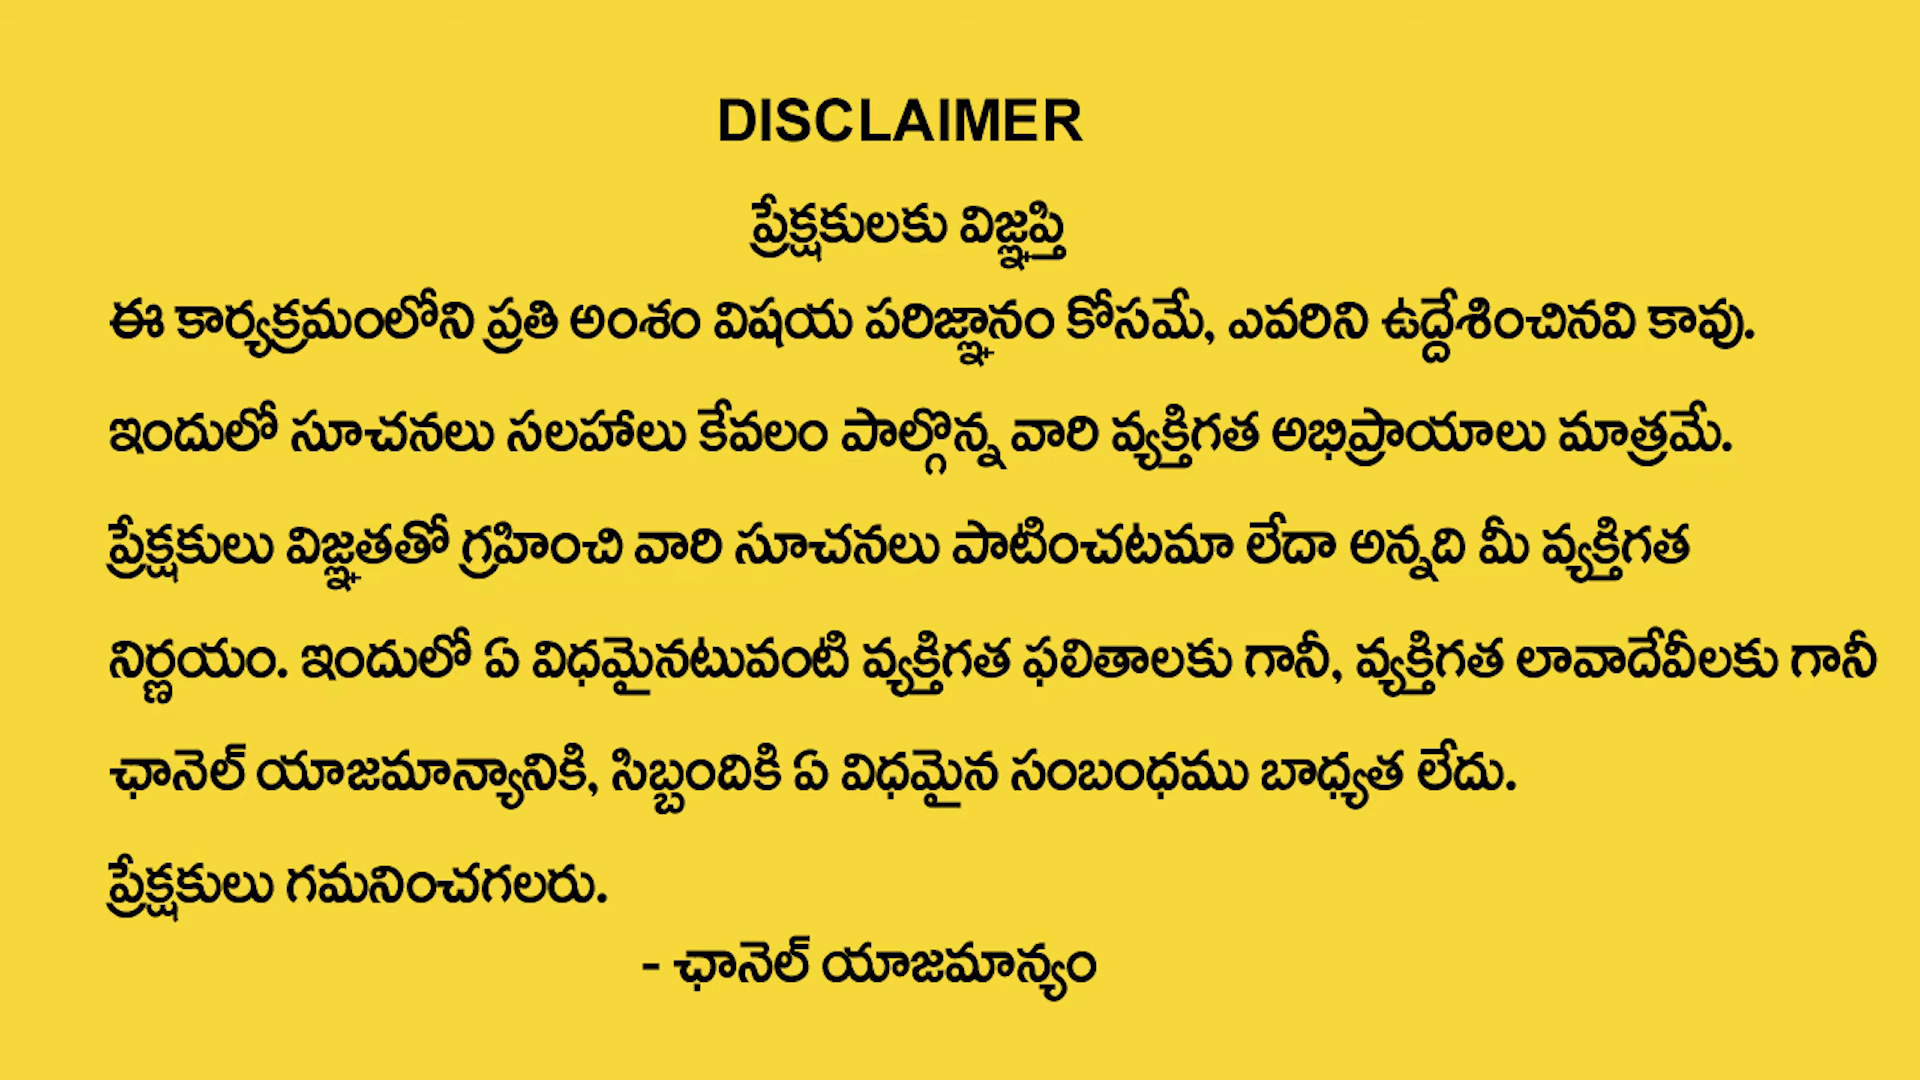 DISCLAIMER
ప్రేక్షకులకు విజ్ఞప్తి
ఈ కార్యక్రమంలోని ప్రతి అంశం విషయ పరిజ్ఞానం కోసమే, ఎవరిని ఉద్దేశించినవి కావు.
ఇందులో సూచనలు సలహాలు కేవలం పాల్గొన్న వారి వ్యక్తిగత అభిప్రాయాలు మాత్రమే.
ప్రేక్షకులు విజ్ఞతతో గ్రహించి వారి సూచనలు పాటించటమా లేదా అన్నది మీ వ్యక్తిగత
నిర్ణయం. ఇందులో ఏ విధమైనటువంటి వ్యక్తిగత ఫలితాలకు గానీ, వ్యక్తిగత లావాదేవీలకు గానీ
ఛానెల్ యాజమాన్యానికి, సిబ్బందికి ఏ విధమైన సంబంధము బాధ్యత లేదు.
ప్రేక్షకులు గమనించగలరు.
- ఛానెల్ యాజమాన్యం